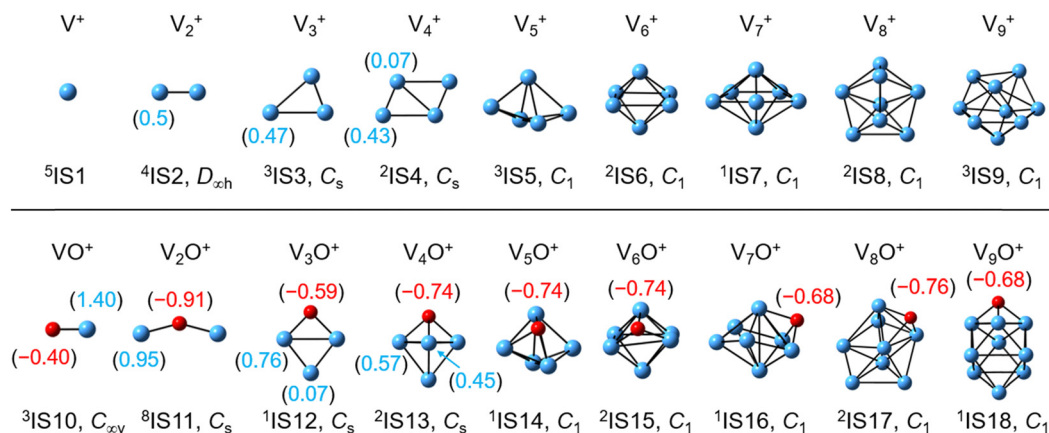 V⁺ V₂⁺ V₃⁺ V₄⁺ V₅⁺ V₆⁺ V₇⁺ V₈⁺ V₉⁺
(0.07)
(0.5) (0.47) (0.43)
⁵IS1 ⁴IS2, D∞h ³IS3, Cs ²IS4, Cs ³IS5, C₁ ²IS6, C₁ ¹IS7, C₁ ²IS8, C₁ ³IS9, C₁
VO⁺ V₂O⁺ V₃O⁺ V₄O⁺ V₅O⁺ V₆O⁺ V₇O⁺ V₈O⁺ V₉O⁺
(1.40) (−0.91) (−0.59) (−0.74) (−0.74) (−0.74) (−0.68) (−0.76) (−0.68)
(−0.40) (0.95) (0.76) (0.57)
(0.07) (0.45)
³IS10, C∞v ⁸IS11, Cs ¹IS12, Cs ²IS13, Cs ¹IS14, C₁ ²IS15, C₁ ¹IS16, C₁ ²IS17, C₁ ¹IS18, C₁